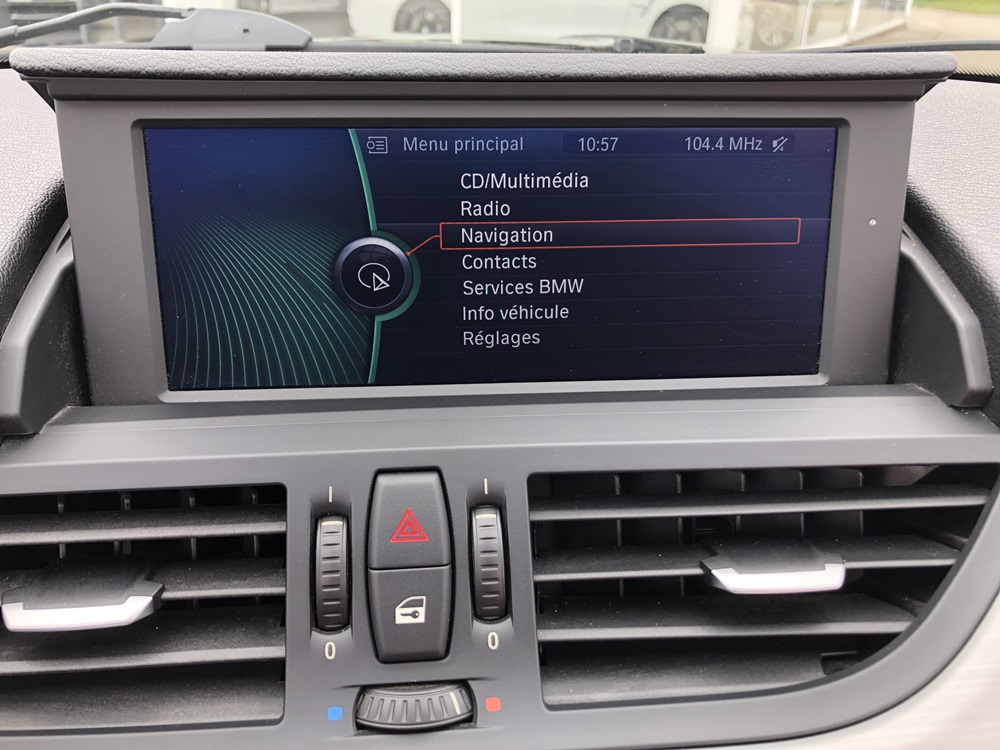 Menu principal 10:57 104.4 MHz
CD/Multimédia
Radio
Navigation
Contacts
Services BMW
Info véhicule
Réglages
0 0